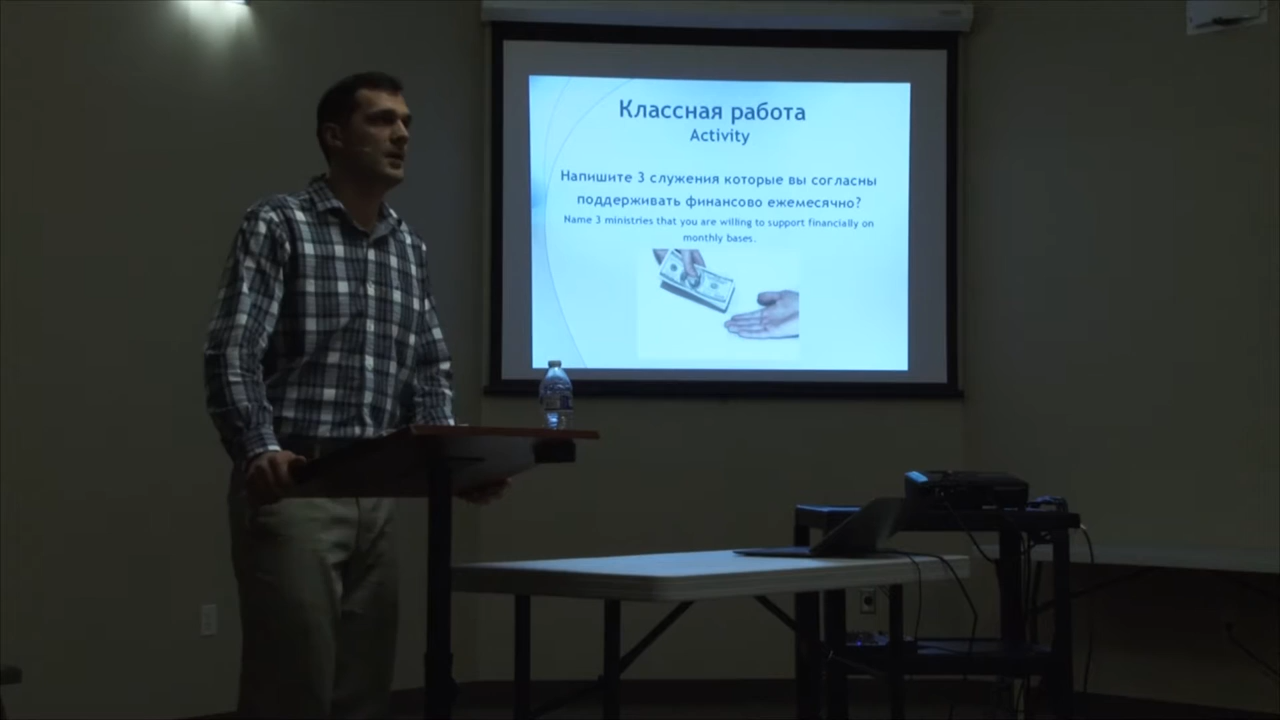 Классная работа
Activity
Напишите 3 служения которые вы согласны
поддерживать финансово ежемесячно?
Name 3 ministries that you are willing to support financially on
monthly bases.